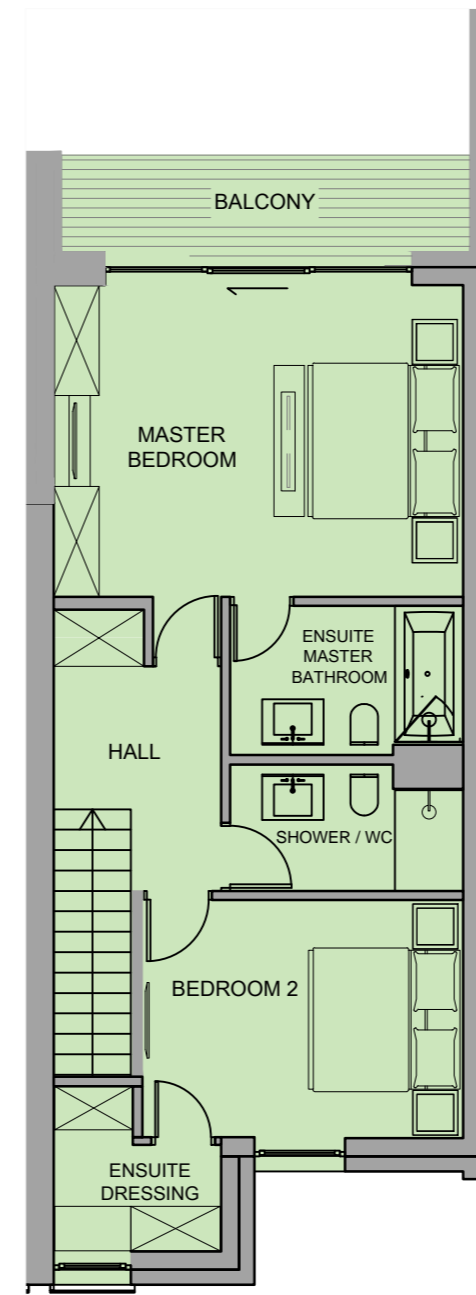 BALCONY
MASTER
BEDROOM
ENSUITE
MASTER
BATHROOM
HALL
SHOWER / WC
BEDROOM 2
ENSUITE
DRESSING